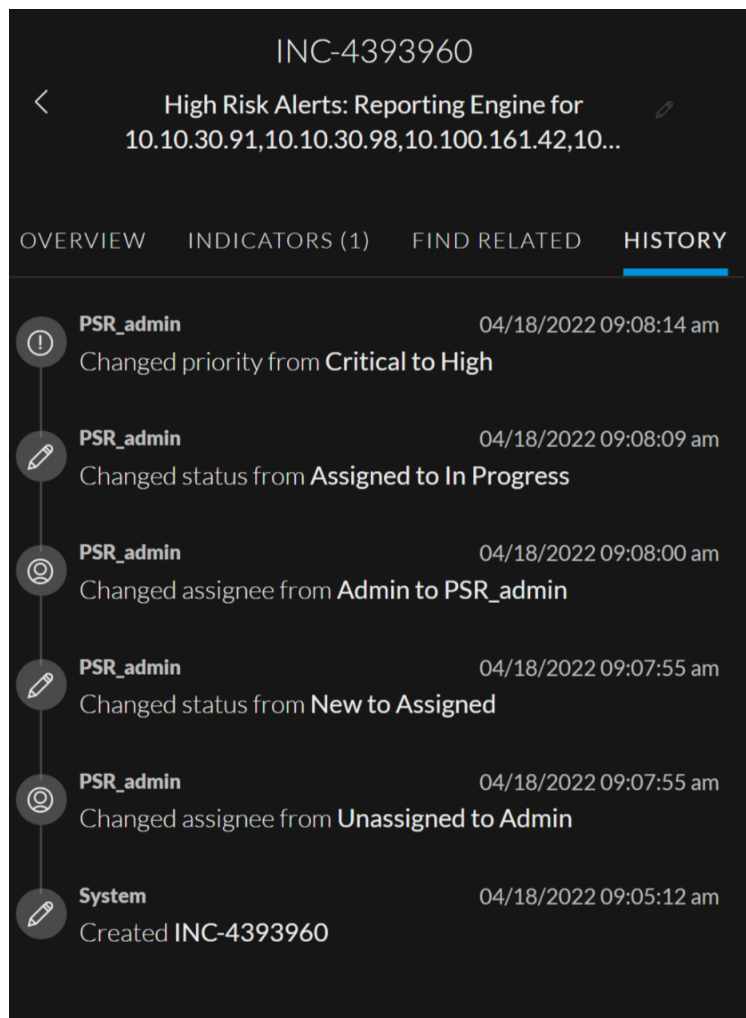 INC-4393960
High Risk Alerts: Reporting Engine for
10.10.30.91,10.10.30.98,10.100.161.42,10...
OVERVIEW INDICATORS (1) FIND RELATED HISTORY
PSR_admin 04/18/2022 09:08:14 am
Changed priority from Critical to High
PSR_admin 04/18/2022 09:08:09 am
Changed status from Assigned to In Progress
PSR_admin 04/18/2022 09:08:00 am
Changed assignee from Admin to PSR_admin
PSR_admin 04/18/2022 09:07:55 am
Changed status from New to Assigned
PSR_admin 04/18/2022 09:07:55 am
Changed assignee from Unassigned to Admin
System 04/18/2022 09:05:12 am
Created INC-4393960